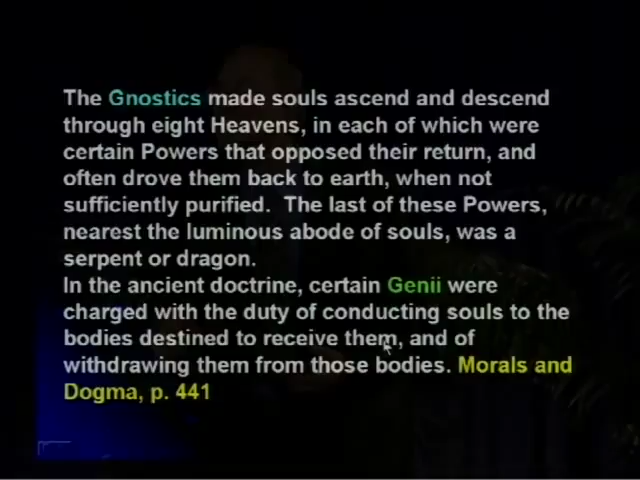 The Gnostics made souls ascend and descend
through eight Heavens, in each of which were
certain Powers that opposed their return, and
often drove them back to earth, when not
sufficiently purified.  The last of these Powers,
nearest the luminous abode of souls, was a
serpent or dragon.
In the ancient doctrine, certain Genii were
charged with the duty of conducting souls to the
bodies destined to receive them, and of
withdrawing them from those bodies. Morals and
Dogma, p. 441